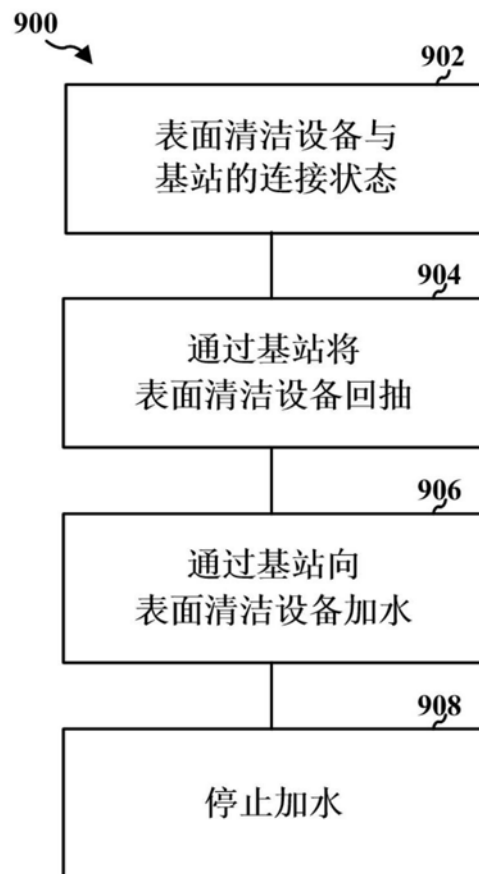 900
902
表面清洁设备与
基站的连接状态
904
通过基站将
表面清洁设备回抽
906
通过基站向
表面清洁设备加水
908
停止加水